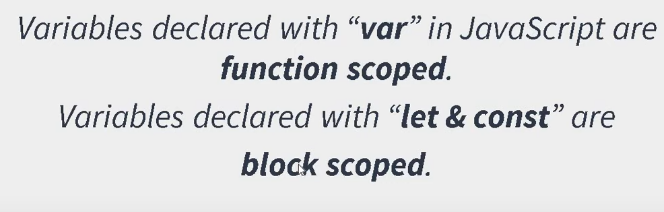 Variables declared with “var” in JavaScript are
function scoped.
Variables declared with “let & const” are
block scoped.